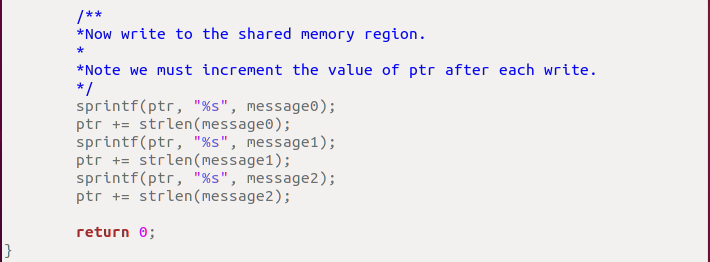 /**
*Now write to the shared memory region.
*
*Note we must increment the value of ptr after each write.
*/
sprintf(ptr, "%s", message0);
ptr += strlen(message0);
sprintf(ptr, "%s", message1);
ptr += strlen(message1);
sprintf(ptr, "%s", message2);
ptr += strlen(message2);
return 0;
}